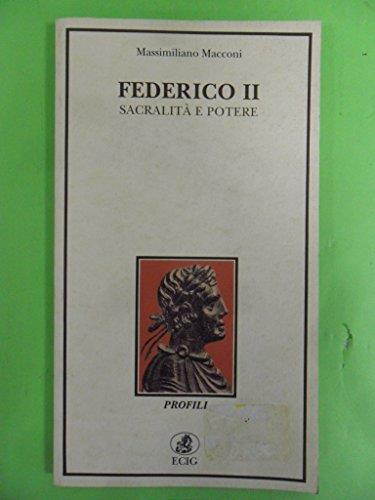 Massimiliano Macconi
FEDERICO II
SACRALITÀ E POTERE
PROFILI
ECIG